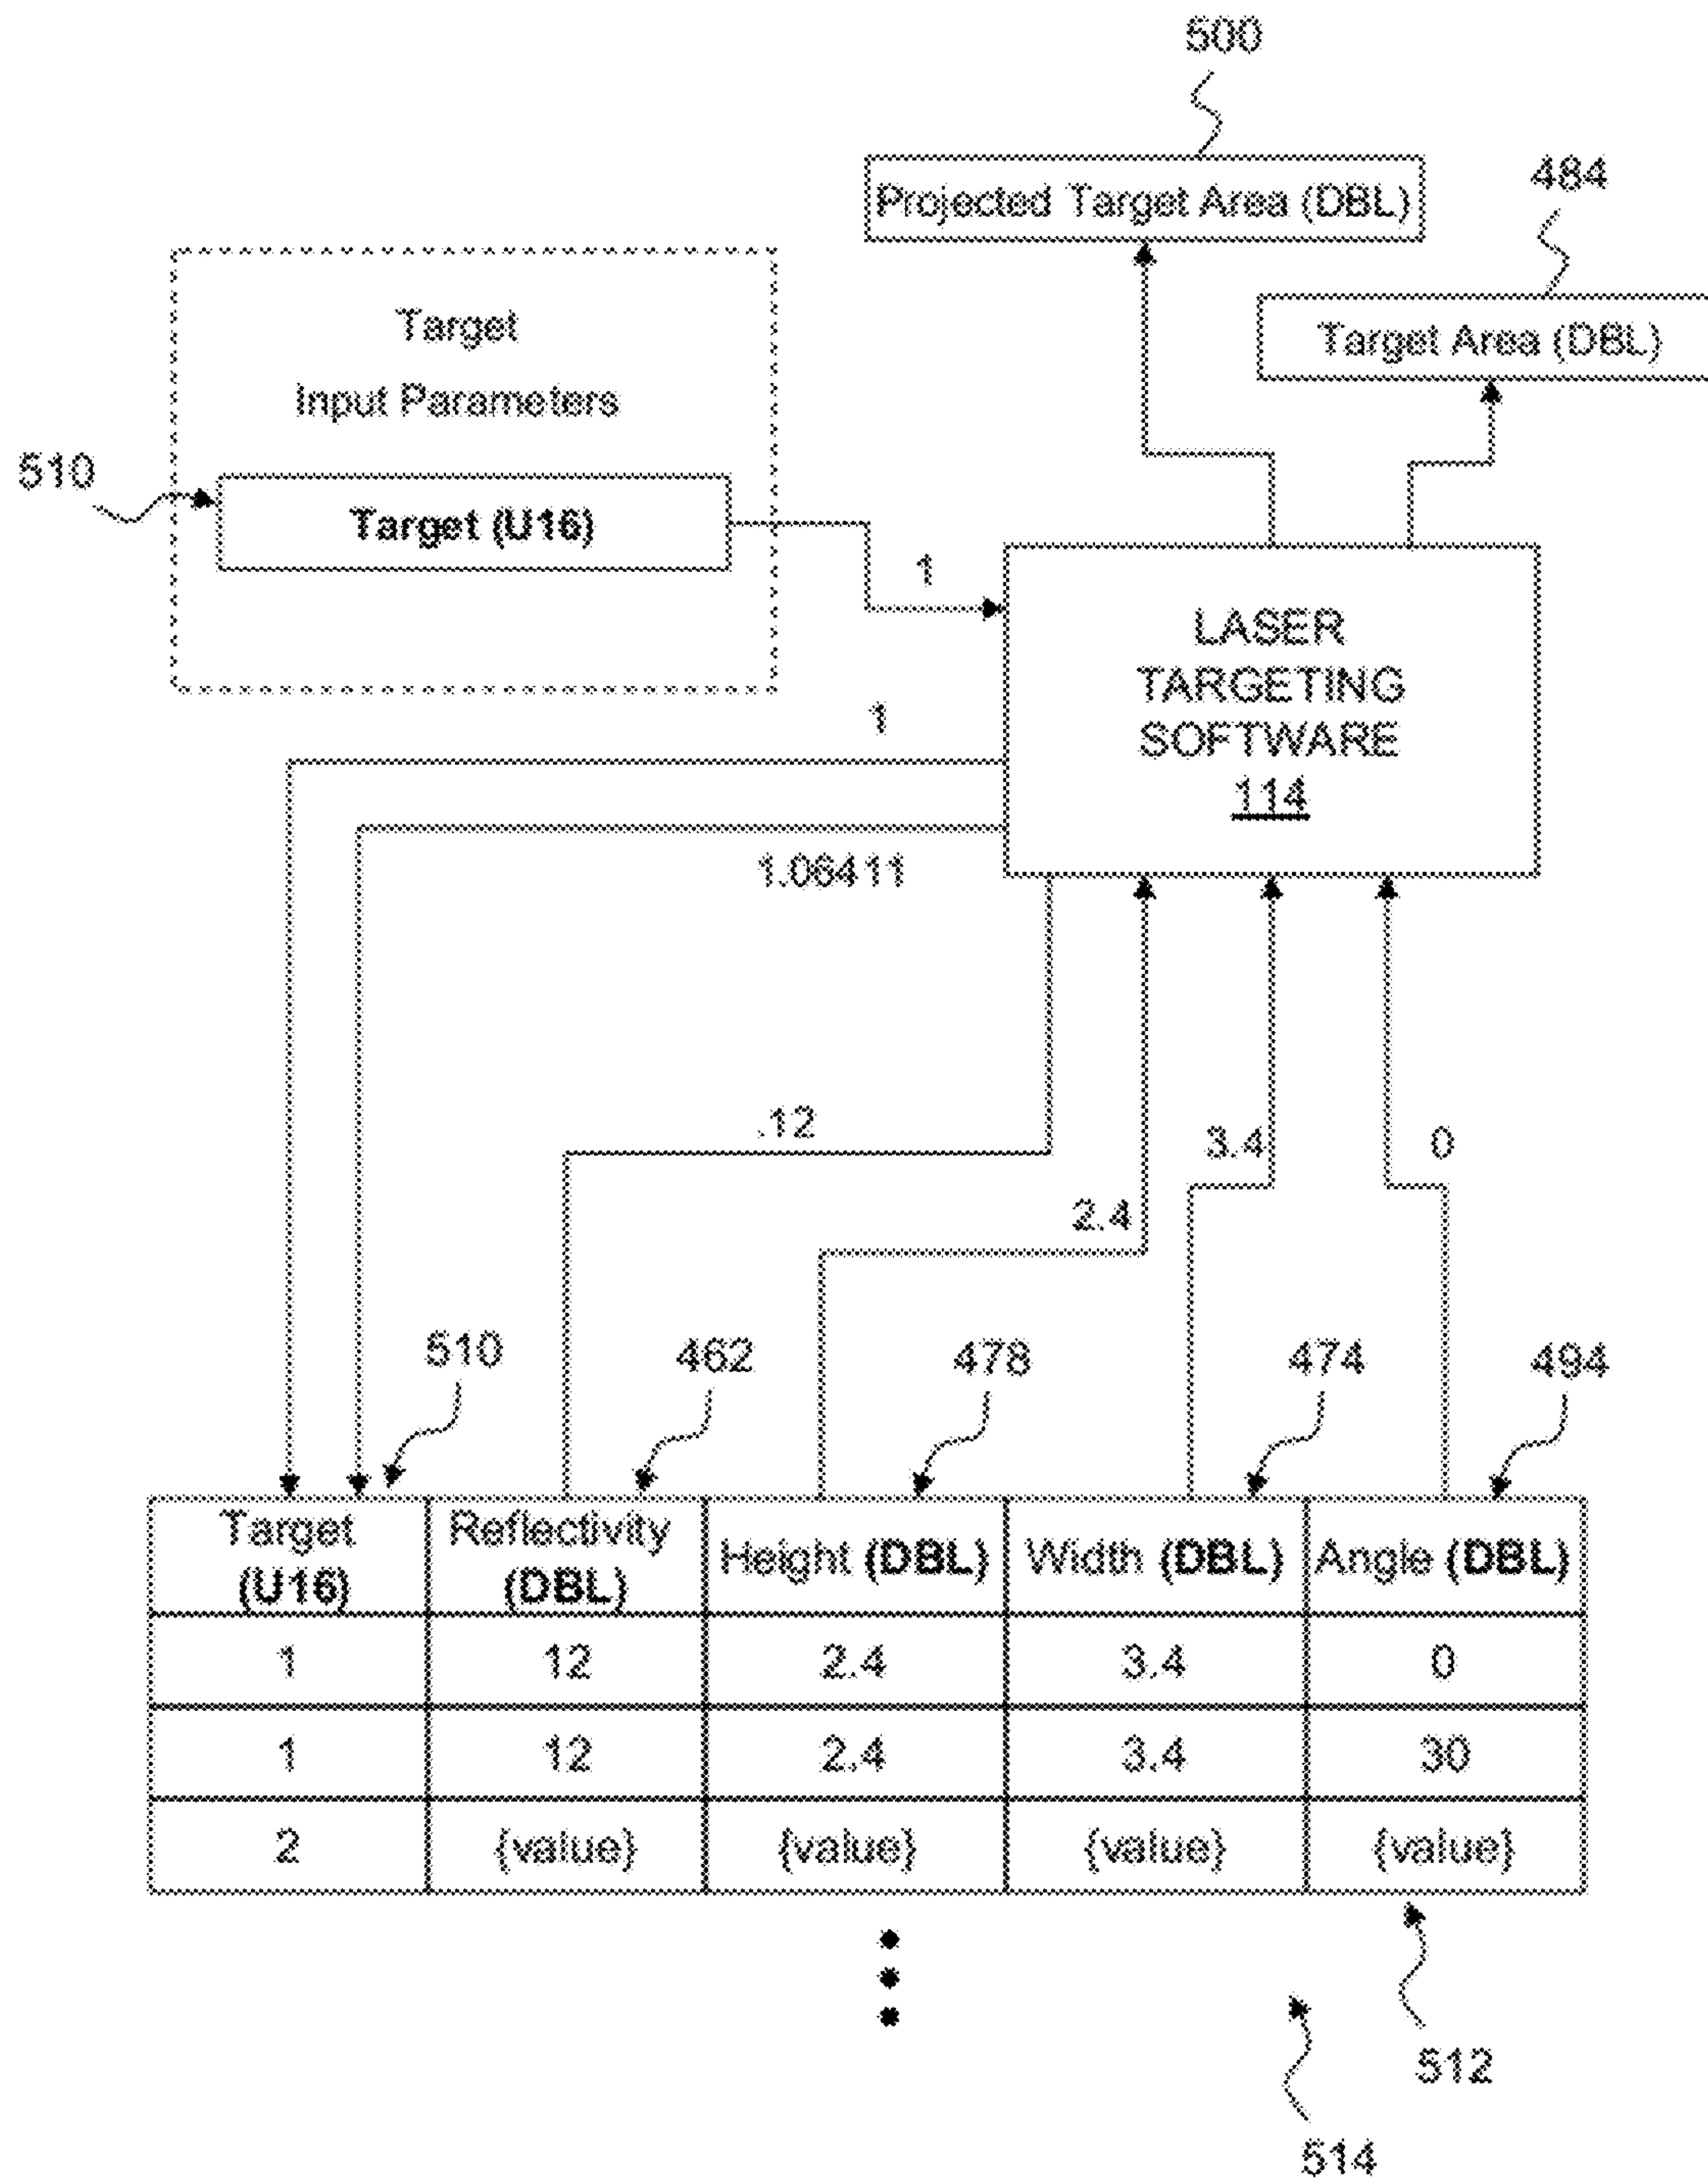 500
Projected Target Area (DBL)
484
Target Area (DBL)
Target
Input Parameters
510
Target (U16)
1
LASER
TARGETING
SOFTWARE
114
1
1.06411
.12
3.4
0
2.4
510
462
478
474
494
Target (U16) Reflectivity (DBL) Height (DBL) Width (DBL) Angle (DBL)
1 12 2.4 3.4 0
1 12 2.4 3.4 30
2 {value} {value} {value} {value}
512
514